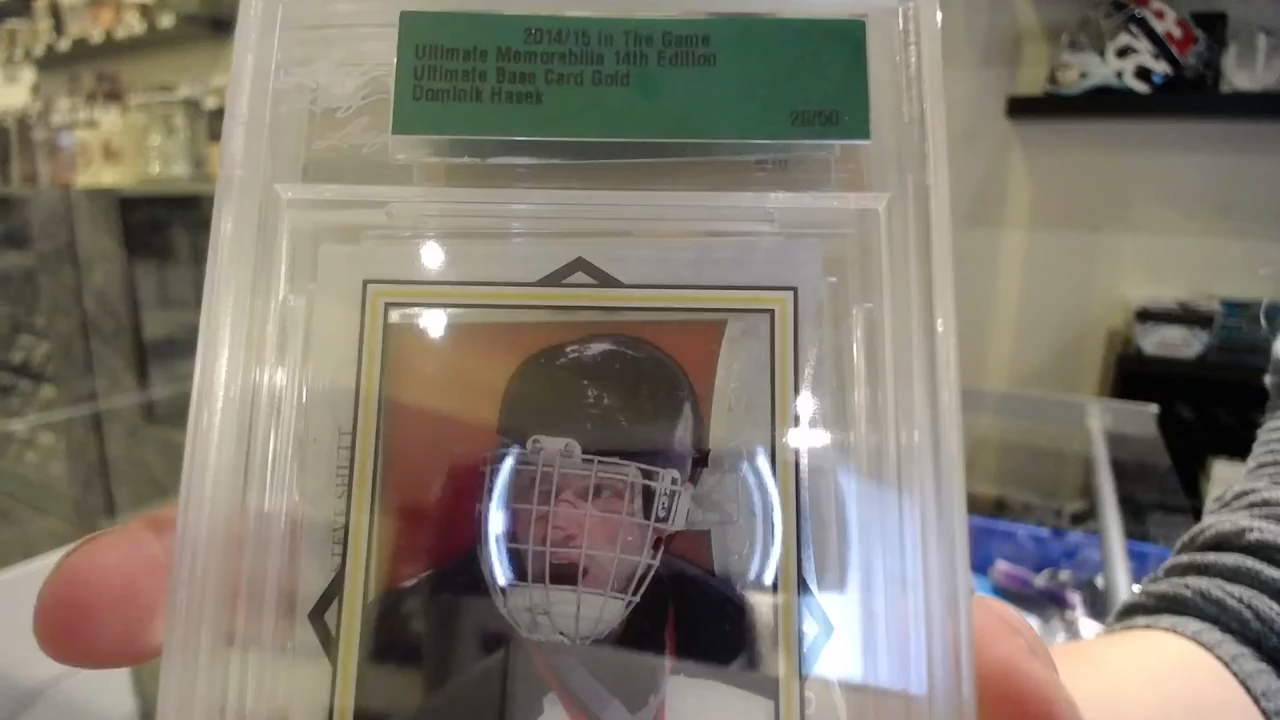 2014/15 In The Game
Ultimate Memorabilia 14th Edition
Ultimate Base Card Gold
Dominik Hasek
28/50